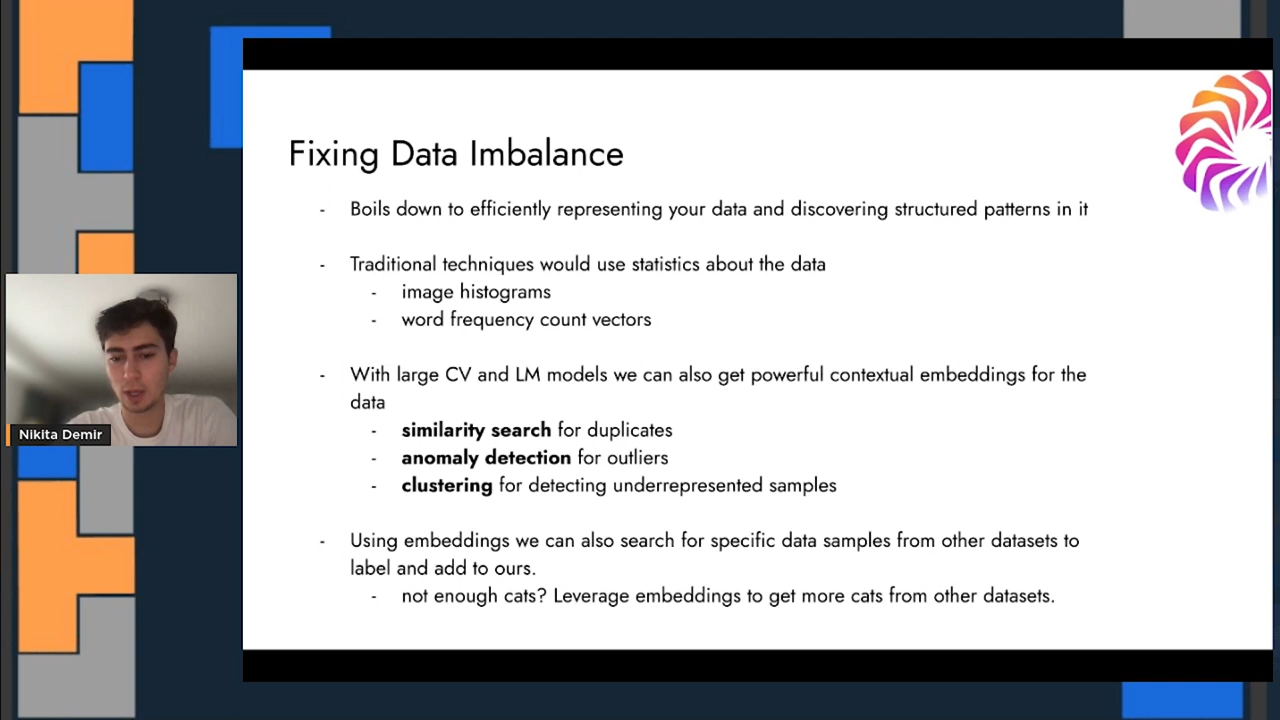 Fixing Data Imbalance
- Boils down to efficiently representing your data and discovering structured patterns in it
- Traditional techniques would use statistics about the data
- image histograms
- word frequency count vectors
- With large CV and LM models we can also get powerful contextual embeddings for the
data
- similarity search for duplicates
- anomaly detection for outliers
- clustering for detecting underrepresented samples
- Using embeddings we can also search for specific data samples from other datasets to
label and add to ours.
- not enough cats? Leverage embeddings to get more cats from other datasets.
Nikita Demir